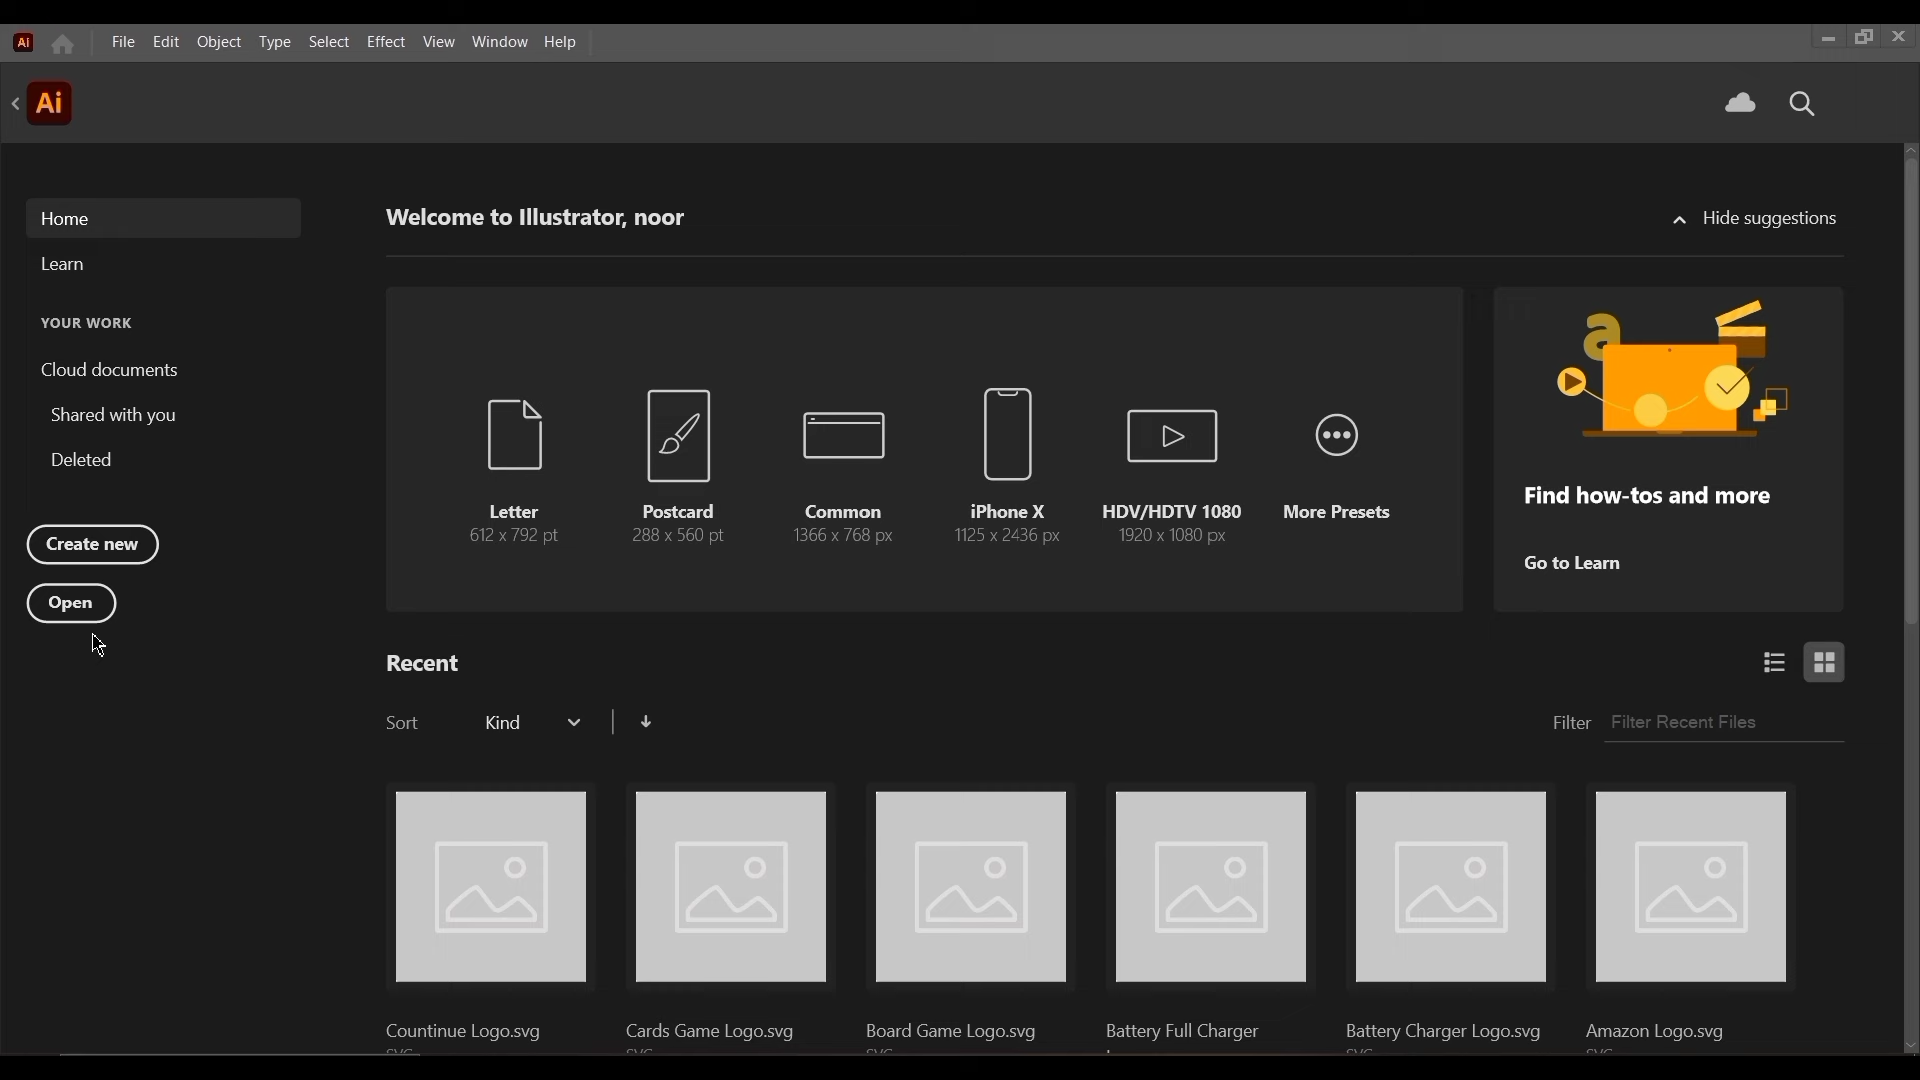 Ai File Edit Object Type Select Effect View Window Help
Ai
Home
Learn
YOUR WORK
Cloud documents
Shared with you
Deleted
Create new
Open
Welcome to Illustrator, noor
Hide suggestions
Letter
612 x 792 pt
Postcard
288 x 560 pt
Common
1366 x 768 px
iPhone X
1125 x 2436 px
HDV/HDTV 1080
1920 x 1080 px
More Presets
a
Find how-tos and more
Go to Learn
Recent
Sort Kind
Filter Filter Recent Files
Countinue Logo.svg
Cards Game Logo.svg
Board Game Logo.svg
Battery Full Charger
Battery Charger Logo.svg
Amazon Logo.svg